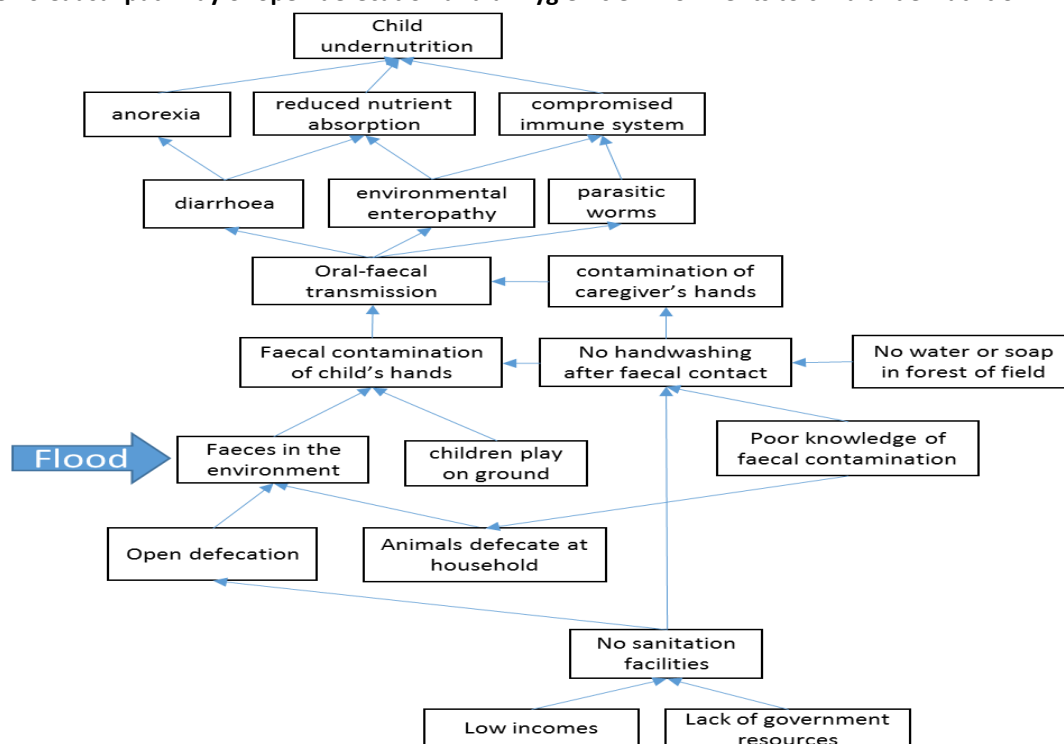 Child
undernutrition
anorexia
reduced nutrient
absorption
compromised
immune system
diarrhoea
environmental
enteropathy
parasitic
worms
Oral-faecal
transmission
contamination of
caregiver's hands
Faecal contamination
of child's hands
No handwashing
after faecal contact
No water or soap
in forest of field
Flood
Faeces in the
environment
children play
on ground
Poor knowledge of
faecal contamination
Open defecation
Animals defecate at
household
No sanitation
facilities
Low incomes
Lack of government
resources